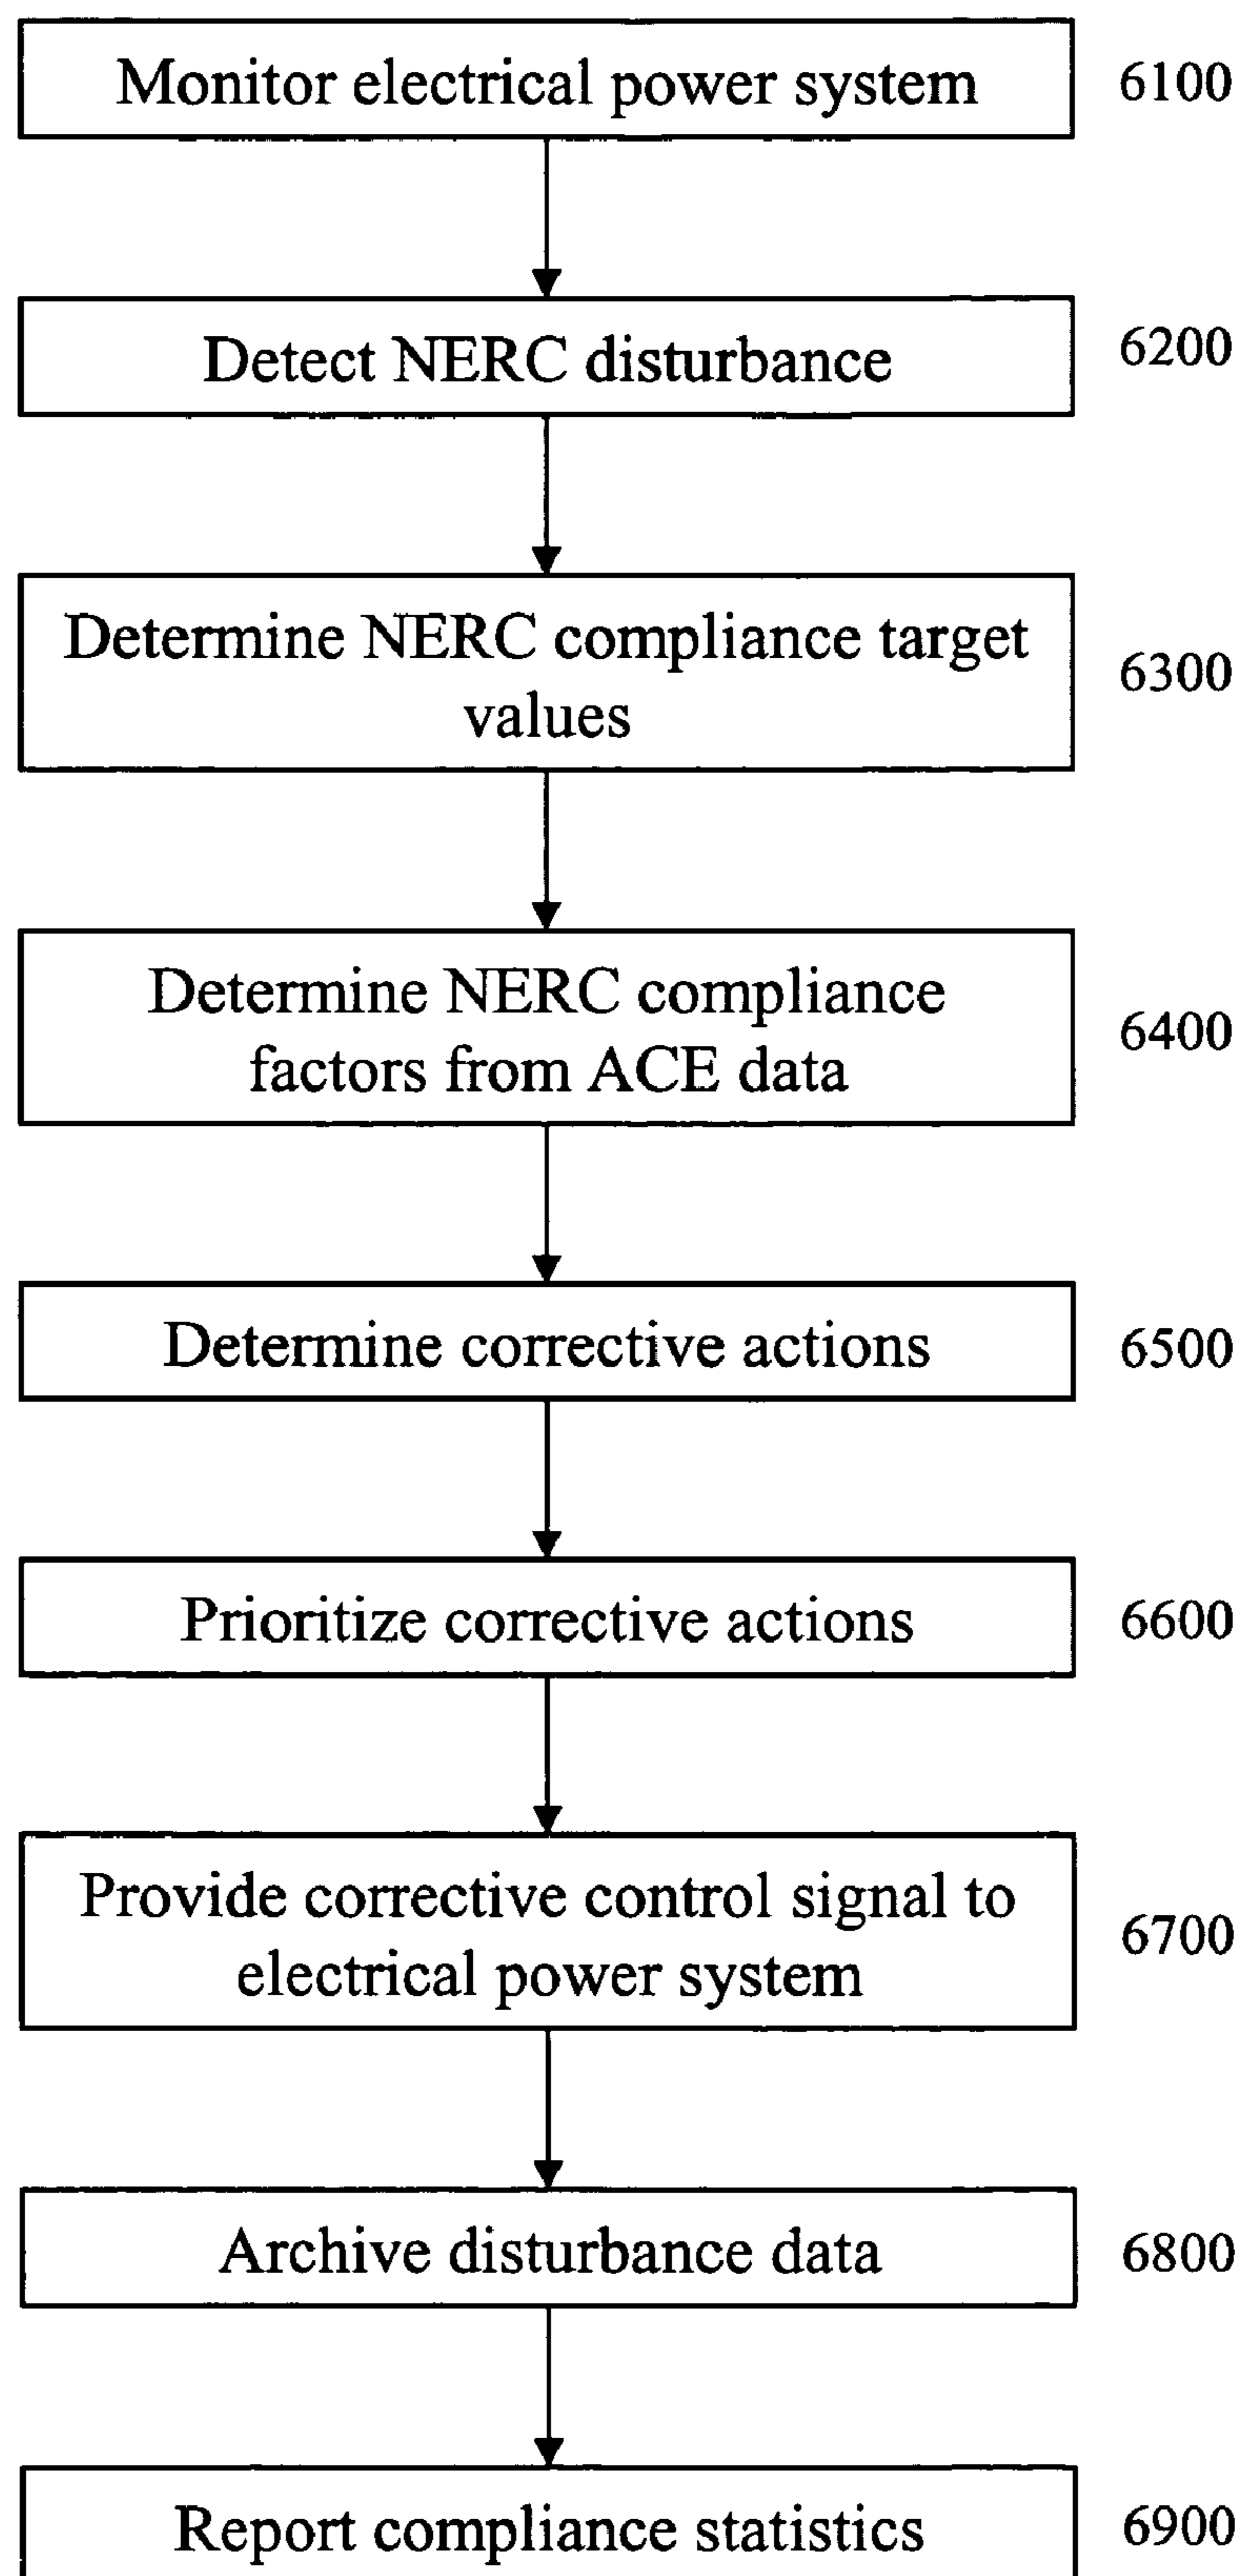 Monitor electrical power system 6100
Detect NERC disturbance 6200
Determine NERC compliance target
values
6300
Determine NERC compliance
factors from ACE data
6400
Determine corrective actions 6500
Prioritize corrective actions 6600
Provide corrective control signal to
electrical power system
6700
Archive disturbance data 6800
Report compliance statistics 6900